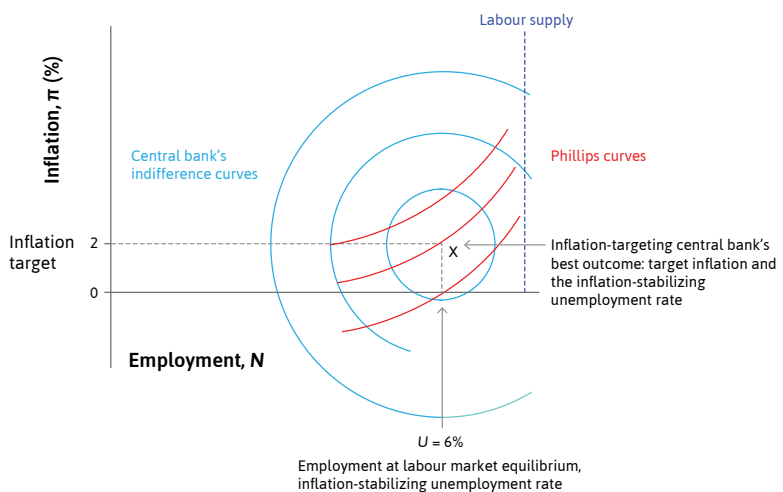 Labour supply
Inflation, π (%)
Central bank's
indifference curves
Phillips curves
Inflation
target
2
X
Inflation-targeting central bank's
best outcome: target inflation and
the inflation-stabilizing
unemployment rate
0
Employment, N
U = 6%
Employment at labour market equilibrium,
inflation-stabilizing unemployment rate